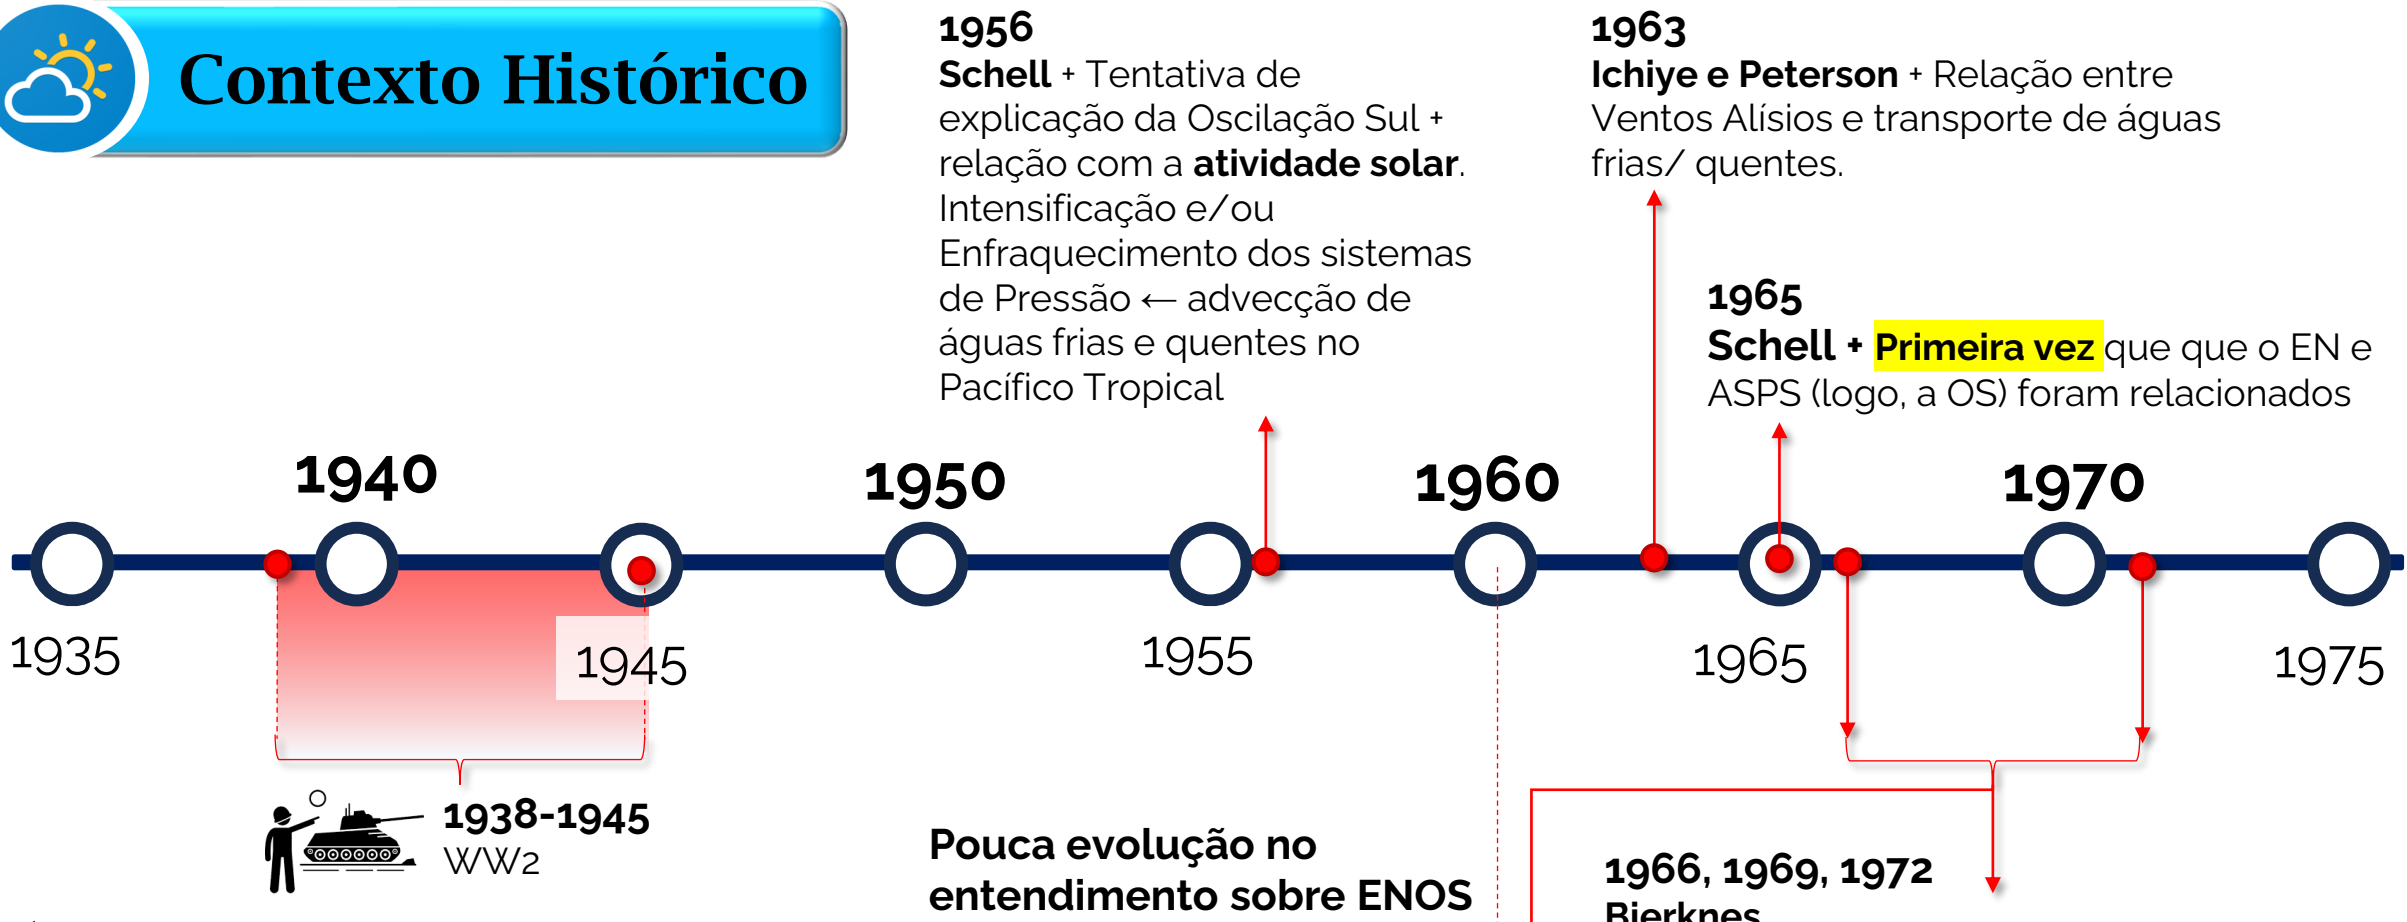 Contexto Histórico
1956
Schell + Tentativa de
explicação da Oscilação Sul +
relação com a atividade solar.
Intensificação e/ou
Enfraquecimento dos sistemas
de Pressão ← advecção de
águas frias e quentes no
Pacífico Tropical
1963
Ichiye e Peterson + Relação entre
Ventos Alísios e transporte de águas
frias/ quentes.
1965
Schell + Primeira vez que que o EN e
ASPS (logo, a OS) foram relacionados
1940
1950
1960
1970
1935
1945
1955
1965
1975
1938-1945
WW2
Pouca evolução no
entendimento sobre ENOS
1966, 1969, 1972
Bjerknes